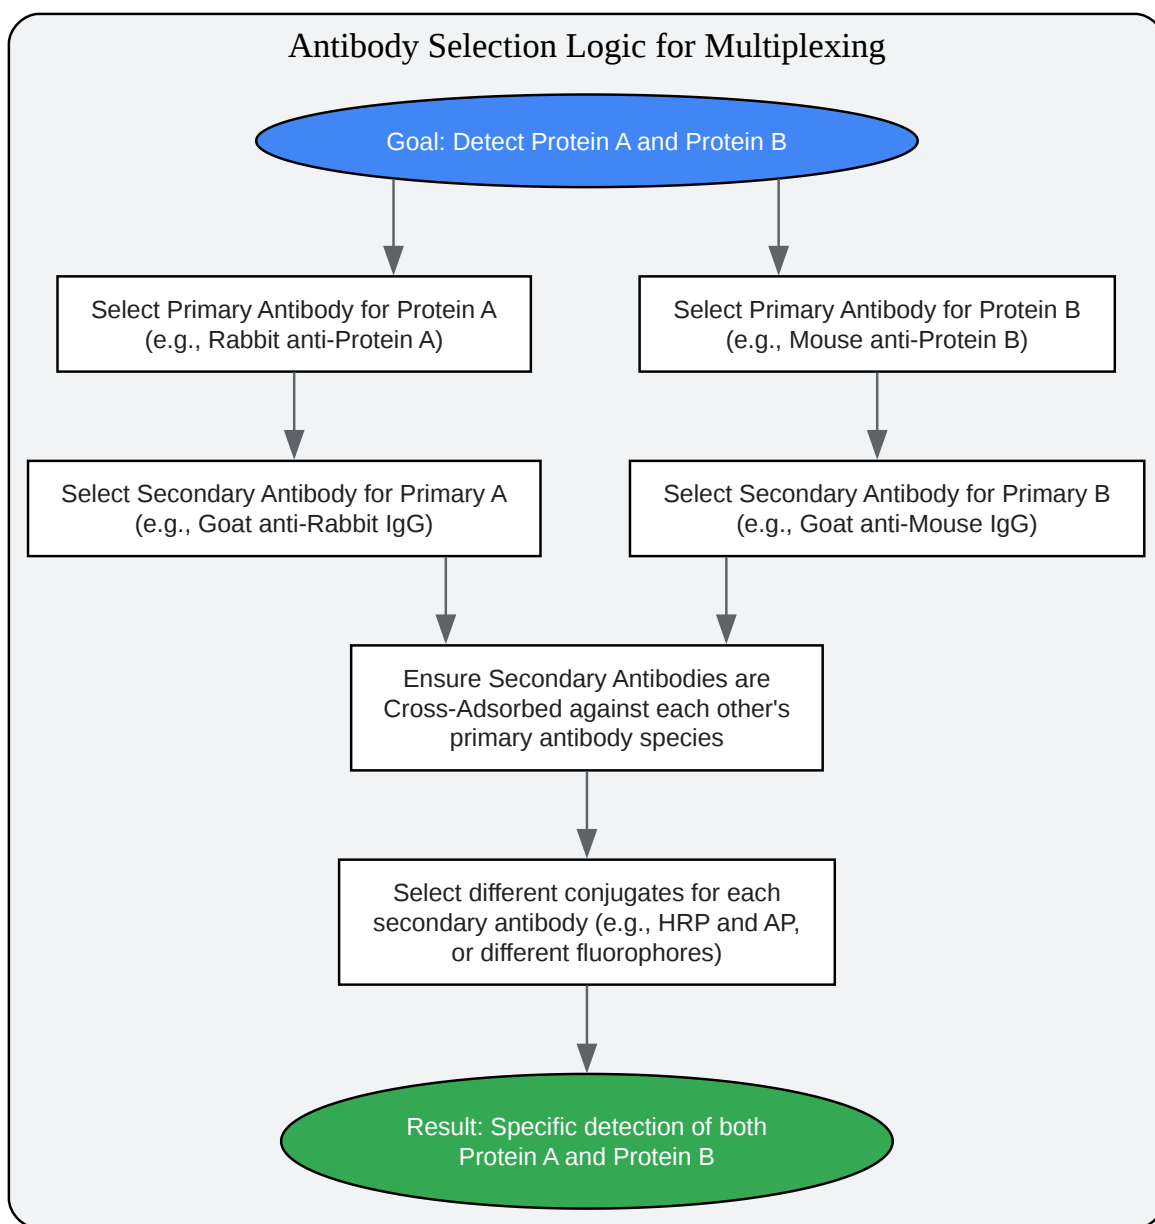 Antibody Selection Logic for Multiplexing
Goal: Detect Protein A and Protein B
Select Primary Antibody for Protein A
(e.g., Rabbit anti-Protein A)
Select Primary Antibody for Protein B
(e.g., Mouse anti-Protein B)
Select Secondary Antibody for Primary A
(e.g., Goat anti-Rabbit IgG)
Select Secondary Antibody for Primary B
(e.g., Goat anti-Mouse IgG)
Ensure Secondary Antibodies are
Cross-Adsorbed against each other's
primary antibody species
Select different conjugates for each
secondary antibody (e.g., HRP and AP,
or different fluorophores)
Result: Specific detection of both
Protein A and Protein B